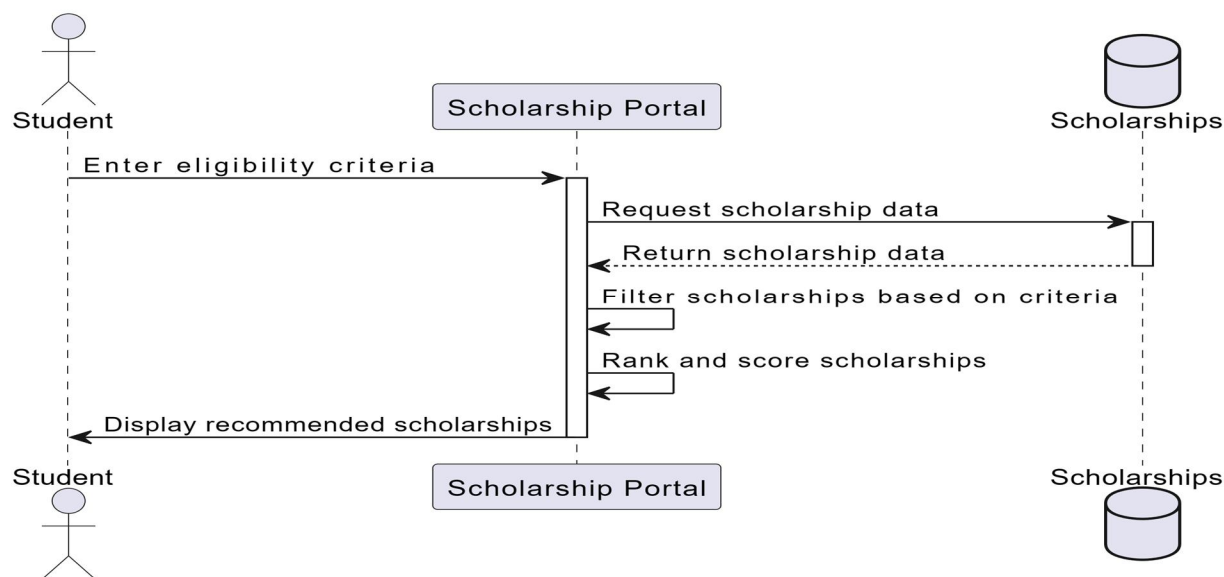 Student
Scholarship Portal
Scholarships
Enter eligibility criteria
Request scholarship data
Return scholarship data
Filter scholarships based on criteria
Rank and score scholarships
Display recommended scholarships
Student
Scholarship Portal
Scholarships